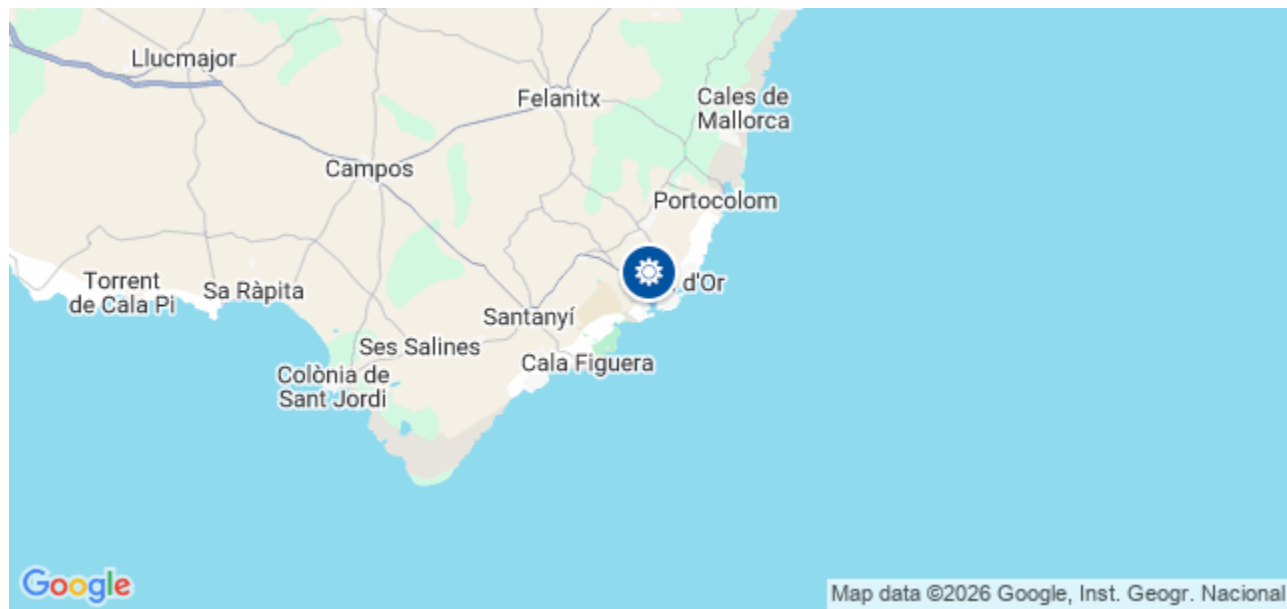 Llucmajor
Felanitx
Cales de
Mallorca
Campos
Portocolom
Torrent
de Cala Pi
Sa Ràpita
d'Or
Santanyí
Ses Salines
Cala Figuera
Colònia de
Sant Jordi
Google
Map data ©2026 Google, Inst. Geogr. Nacional